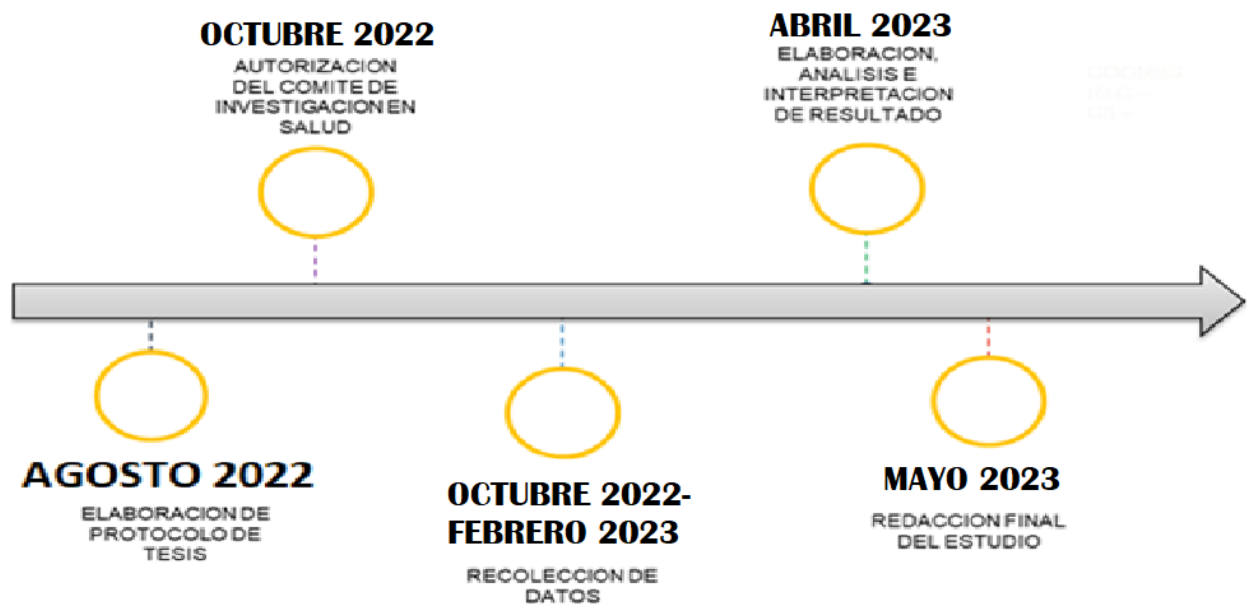 OCTUBRE 2022
AUTORIZACION
DEL COMITE DE
INVESTIGACION EN
SALUD
ABRIL 2023
ELABORACION,
ANALISIS E
INTERPRETACION
DE RESULTADO
AGOSTO 2022
ELABORACION DE
PROTOCOLO DE
TESIS
OCTUBRE 2022-
FEBRERO 2023
RECOLECCION DE
DATOS
MAYO 2023
REDACCION FINAL
DEL ESTUDIO